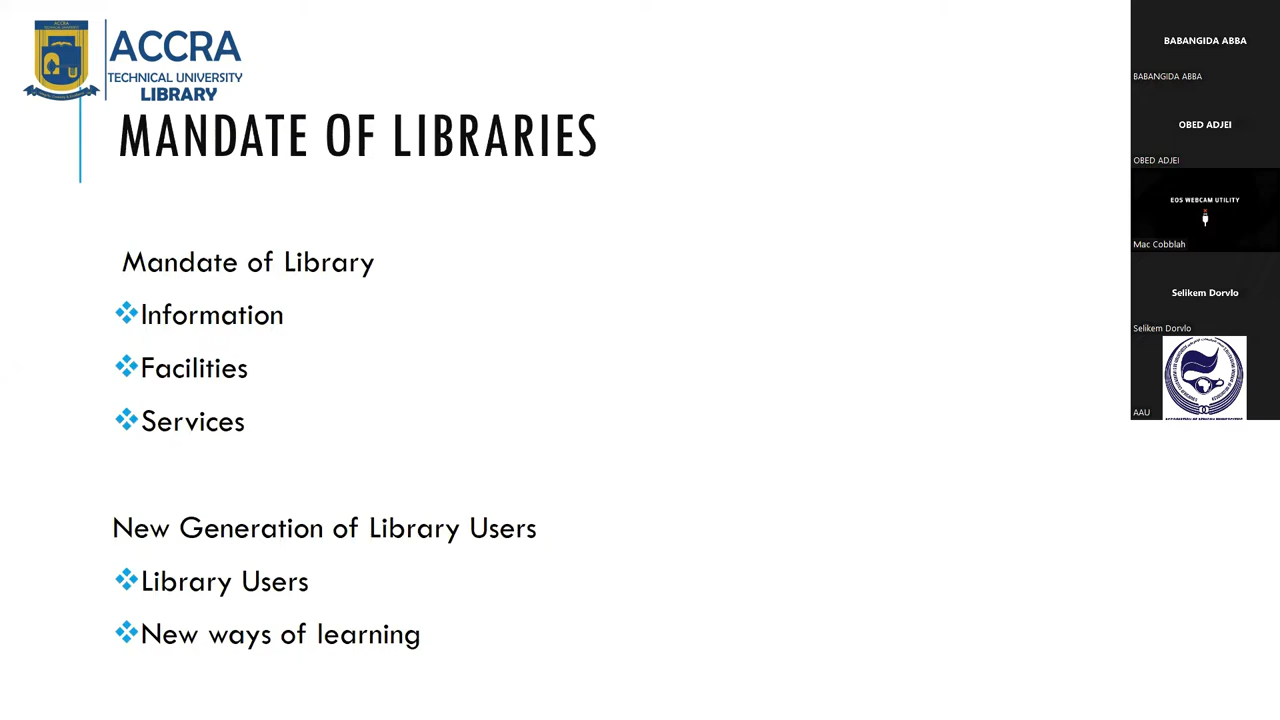 ACCRA
TECHNICAL UNIVERSITY
LIBRARY
MANDATE OF LIBRARIES
Mandate of Library
Information
Facilities
Services
New Generation of Library Users
Library Users
New ways of learning
BABANGIDA ABBA
BABANGIDA ABBA
OBED ADJEI
OBED ADJEI
EOS WEBCAM UTILITY
Mac Cobblah
Selikem Dorvlo
Selikem Dorvlo
AAU